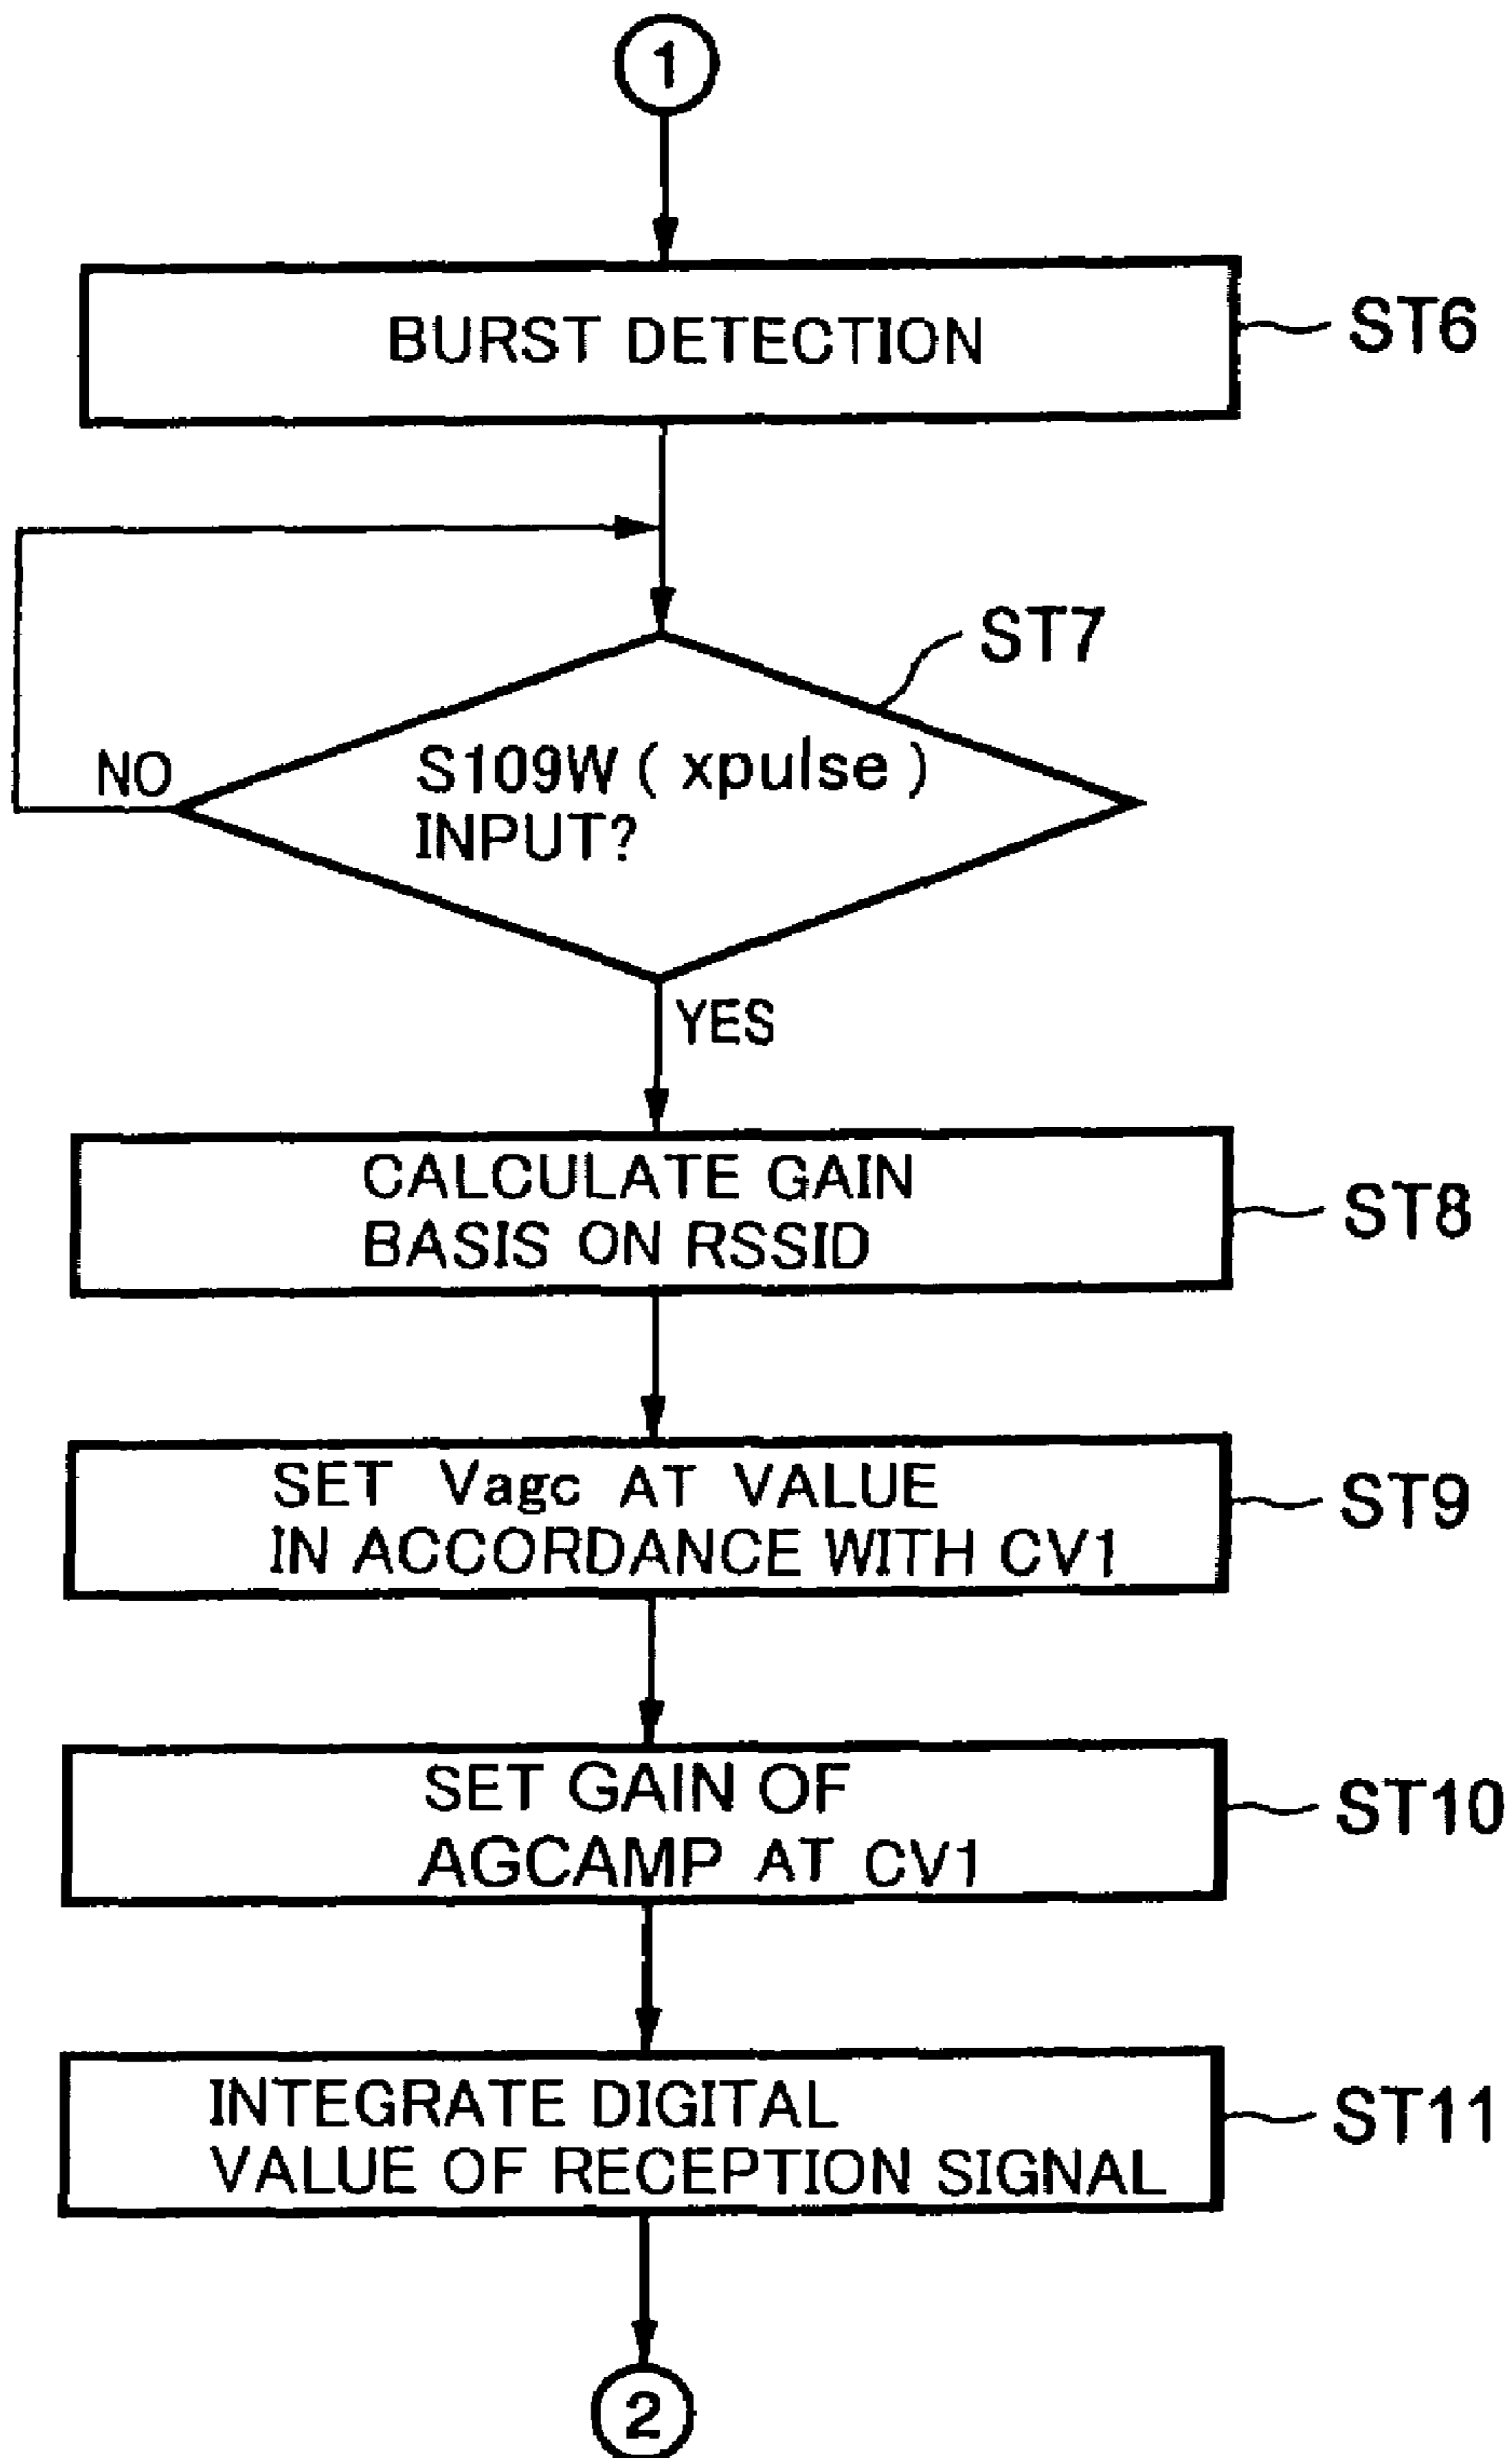 1
BURST DETECTION
ST6
ST7
S109W ( xpulse )
INPUT?
NO
YES
CALCULATE GAIN
BASIS ON RSSID
ST8
SET Vagc AT VALUE
IN ACCORDANCE WITH CV1
ST9
SET GAIN OF
AGCAMP AT CV1
ST10
INTEGRATE DIGITAL
VALUE OF RECEPTION SIGNAL
ST11
2